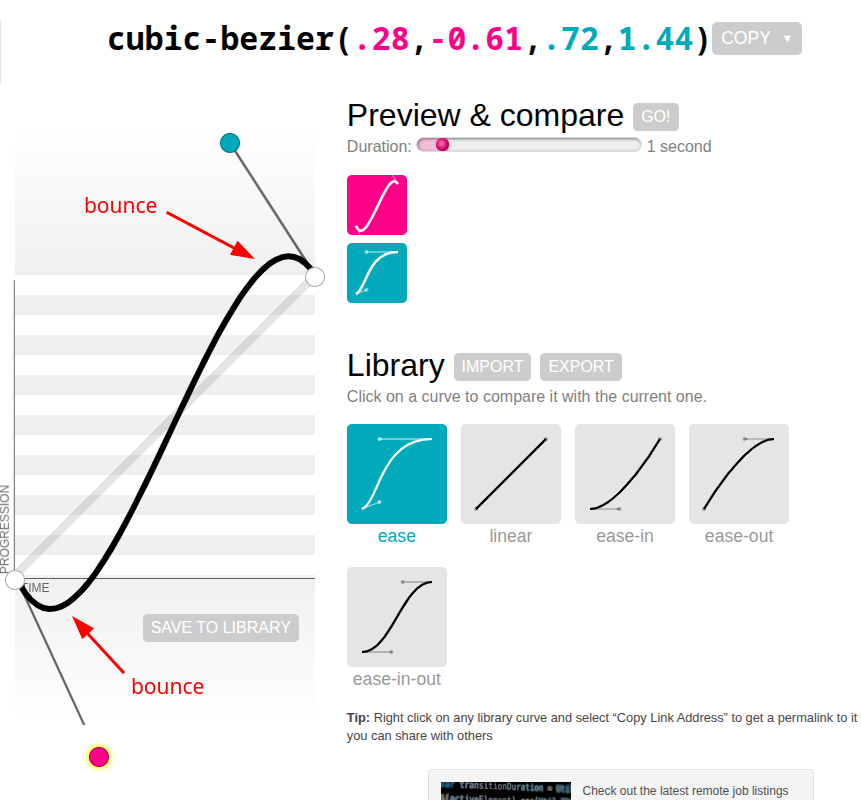 cubic-bezier(.28,-0.61,.72,1.44) COPY ▼
Preview & compare GO!
Duration: 1 second
bounce
Library IMPORT EXPORT
Click on a curve to compare it with the current one.
ease linear ease-in ease-out
PROGRESSION
TIME
SAVE TO LIBRARY
bounce
ease-in-out
Tip: Right click on any library curve and select “Copy Link Address” to get a permalink to it
you can share with others
var transitionDuration = Uti
Check out the latest remote job listings